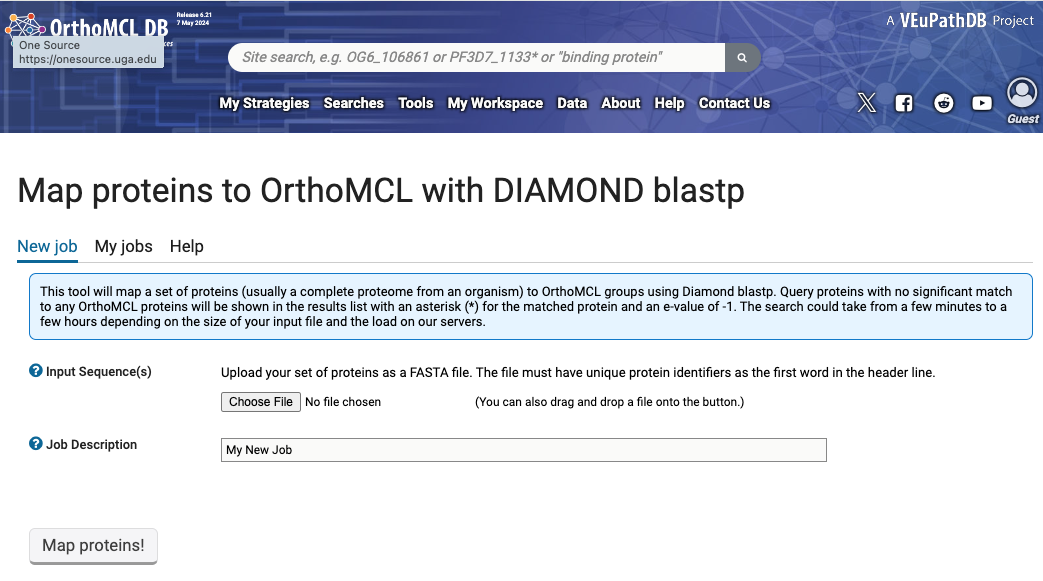 OrthoMCL DB
Release 6.21
7 May 2024
A VEuPathDB Project
One Source
https://onesource.uga.edu
Site search, e.g. OG6_106861 or PF3D7_1133* or "binding protein"
My Strategies Searches Tools My Workspace Data About Help Contact Us
Guest
Map proteins to OrthoMCL with DIAMOND blastp
New job My jobs Help
This tool will map a set of proteins (usually a complete proteome from an organism) to OrthoMCL groups using Diamond blastp. Query proteins with no significant match
to any OrthoMCL proteins will be shown in the results list with an asterisk (*) for the matched protein and an e-value of -1. The search could take from a few minutes to a
few hours depending on the size of your input file and the load on our servers.
Input Sequence(s)
Upload your set of proteins as a FASTA file. The file must have unique protein identifiers as the first word in the header line.
Choose File No file chosen (You can also drag and drop a file onto the button.)
Job Description
My New Job
Map proteins!